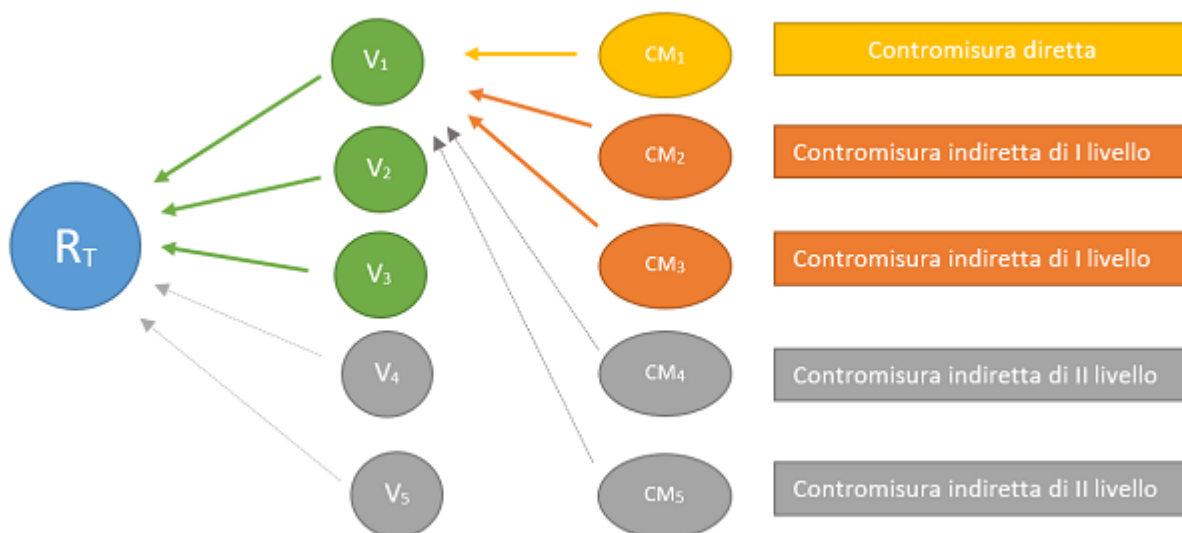 V₁ CM₁ Contromisura diretta
V₂ CM₂ Contromisura indiretta di I livello
R_T
V₃ CM₃ Contromisura indiretta di I livello
V₄ CM₄ Contromisura indiretta di II livello
V₅ CM₅ Contromisura indiretta di II livello